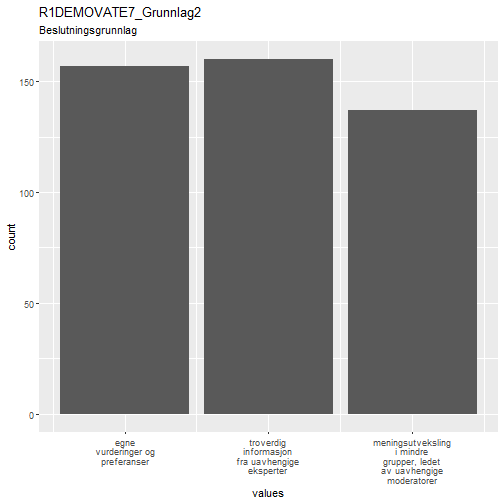 R1DEMOVATE7_Grunnlag2
Beslutningsgrunnlag
150
100
50
0
count
egne
vurderinger og
preferanser
troverdig
informasjon
fra uavhengige
eksperter
meningsutveksling
i mindre
grupper, ledet
av uavhengige
moderatorer
values